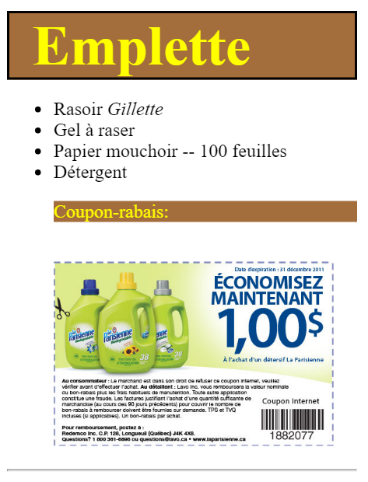 Emplette
Rasoir Gillette
Gel à raser
Papier mouchoir -- 100 feuilles
Détergent
Coupon-rabais:
Date d'expiration : 31 décembre 2011
ÉCONOMISEZ
MAINTENANT
1,00$
À l'achat d'un détersif La Parisienne
Parisienne
Parisienne
38
38
Au consommateur : Le marchand est dans son droit de refuser ce coupon Internet, veuillez
vérifier avant d'effectuer l'achat. Au détaillant : Lavo inc. vous remboursera la valeur nominale
du bon-rabais plus les frais habituels de manutention. Toute autre application
constitue une fraude. Les factures justifiant l'achat d'une quantité suffisante de
marchandise (au cours des 90 jours précédents) pour couvrir le nombre de
bon-rabais à rembourser doivent être fournies sur demande. TPS et TVQ
incluses (si applicables). Un bon-rabais par achat.
Coupon Internet
1882077
Pour remboursement, postez à :
Redemco inc. C.P. 128, Longueuil (Québec) J4K 4X8.
Questions? 1 800 361-6898 ou questions@lavo.ca • www.laparisienne.ca